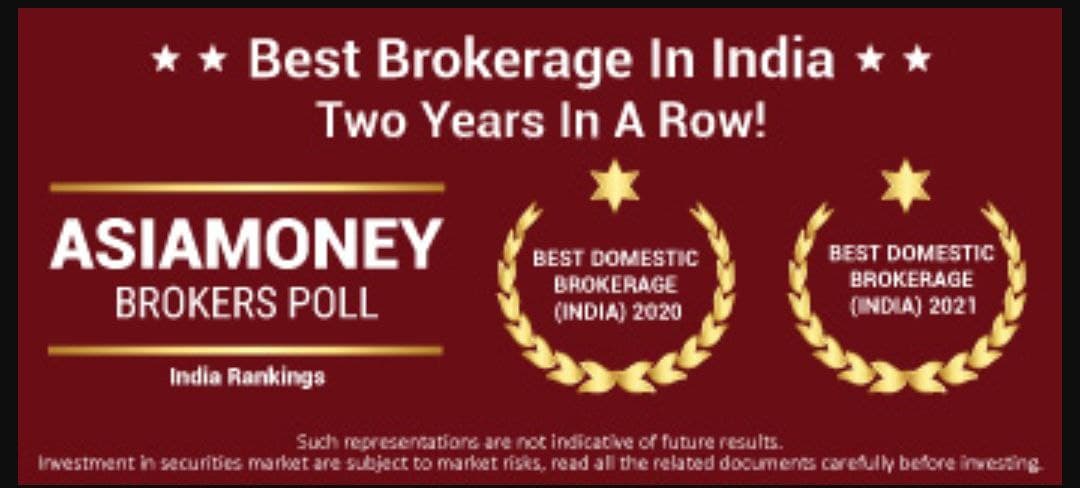 Best Brokerage In India
Two Years In A Row!
ASIAMONEY
BROKERS POLL
India Rankings
BEST DOMESTIC
BROKERAGE
(INDIA) 2020
BEST DOMESTIC
BROKERAGE
(INDIA) 2021
Such representations are not indicative of future results.
Investment in securities market are subject to market risks, read all the related documents carefully before investing.